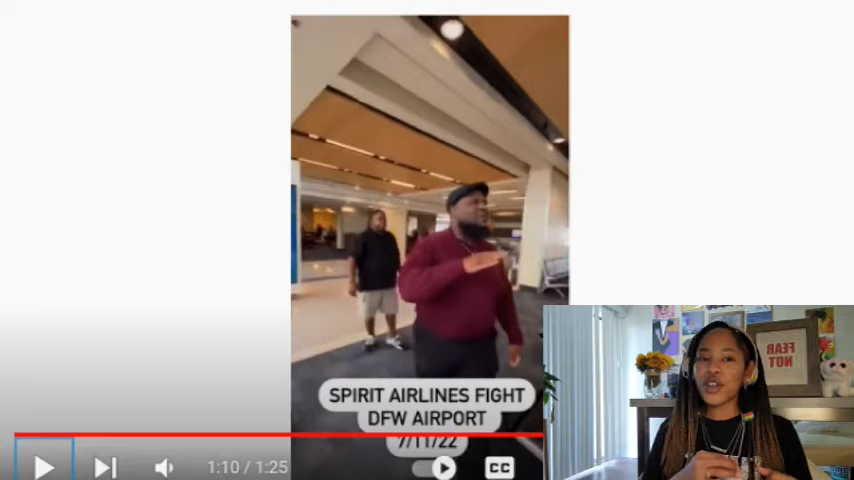 SPIRIT AIRLINES FIGHT
DFW AIRPORT
7/11/22
FEAR
NOT
1:10 / 1:25
CC